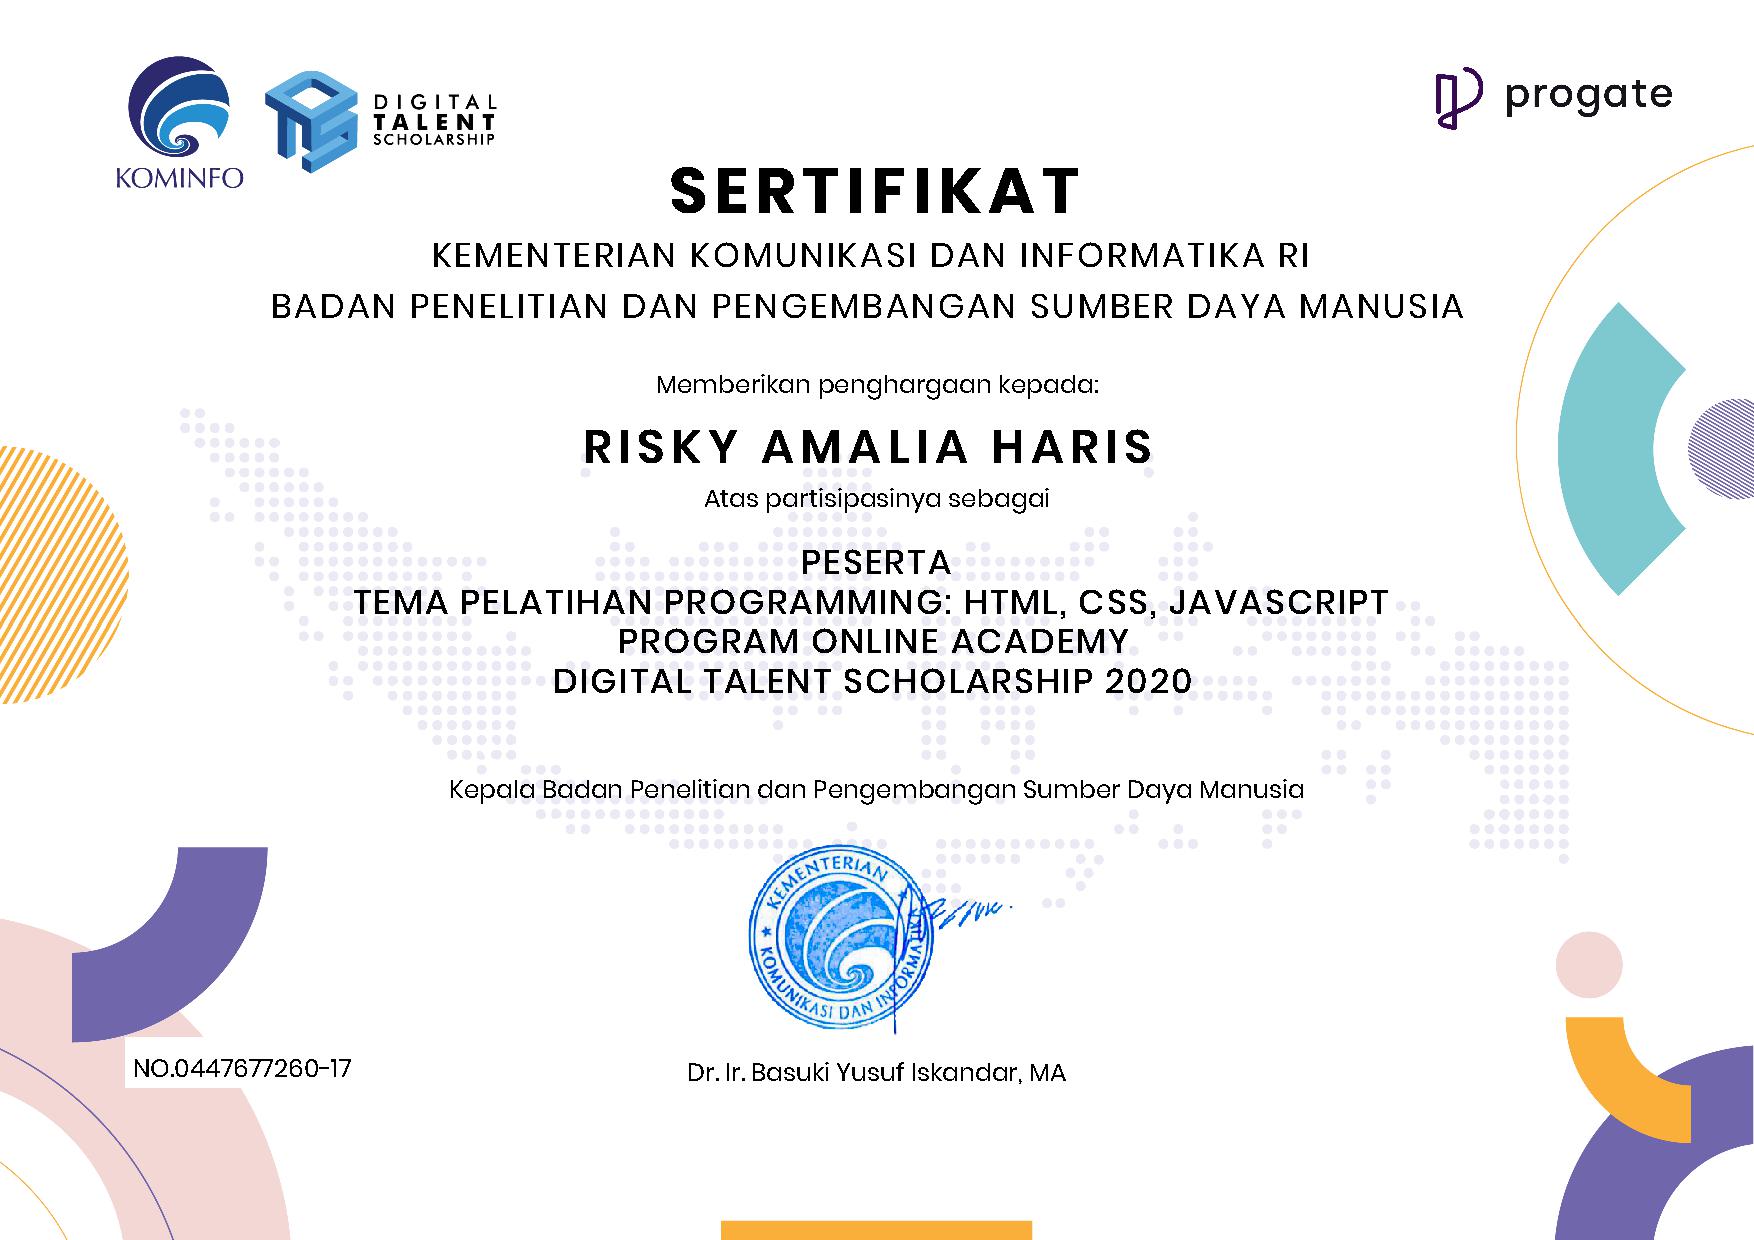 KOMINFO
DIGITAL
TALENT
SCHOLARSHIP
progate
SERTIFIKAT
KEMENTERIAN KOMUNIKASI DAN INFORMATIKA RI
BADAN PENELITIAN DAN PENGEMBANGAN SUMBER DAYA MANUSIA
Memberikan penghargaan kepada:
RISKY AMALIA HARIS
Atas partisipasinya sebagai
PESERTA
TEMA PELATIHAN PROGRAMMING: HTML, CSS, JAVASCRIPT
PROGRAM ONLINE ACADEMY
DIGITAL TALENT SCHOLARSHIP 2020
Kepala Badan Penelitian dan Pengembangan Sumber Daya Manusia
KEMENTERIAN
KOMUNIKASI DAN INFORMATIKA
NO.0447677260-17
Dr. Ir. Basuki Yusuf Iskandar, MA